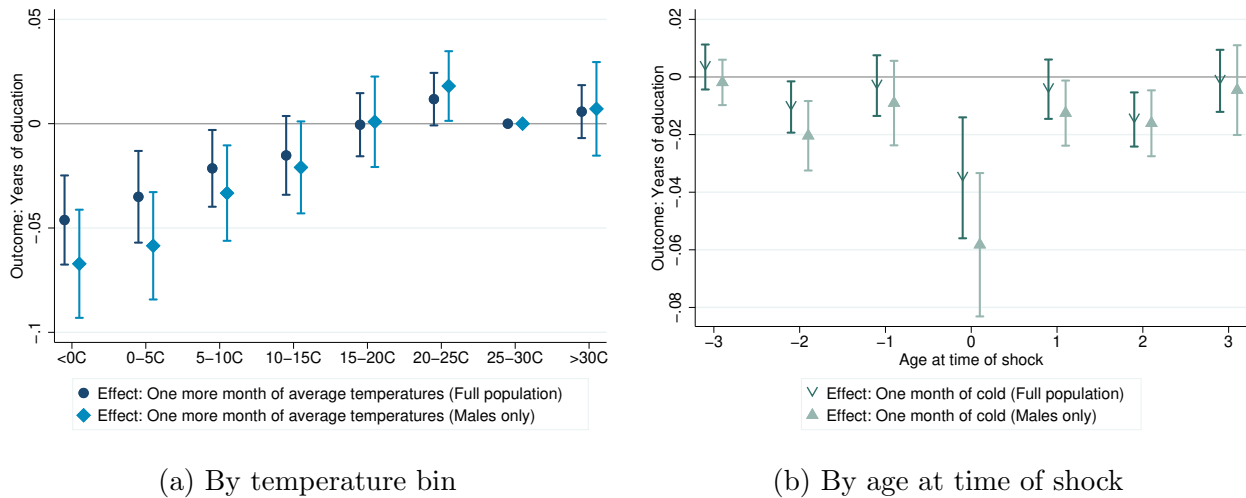 Outcome: Years of education
.05
0
-.05
-.1
<0C 0–5C 5–10C 10–15C 15–20C 20–25C 25–30C >30C
Effect: One more month of average temperatures (Full population)
Effect: One more month of average temperatures (Males only)
(a) By temperature bin
Outcome: Years of education
.02
0
-.02
-.04
-.06
-.08
−3 −2 −1 0 1 2 3
Age at time of shock
Effect: One month of cold (Full population)
Effect: One month of cold (Males only)
(b) By age at time of shock